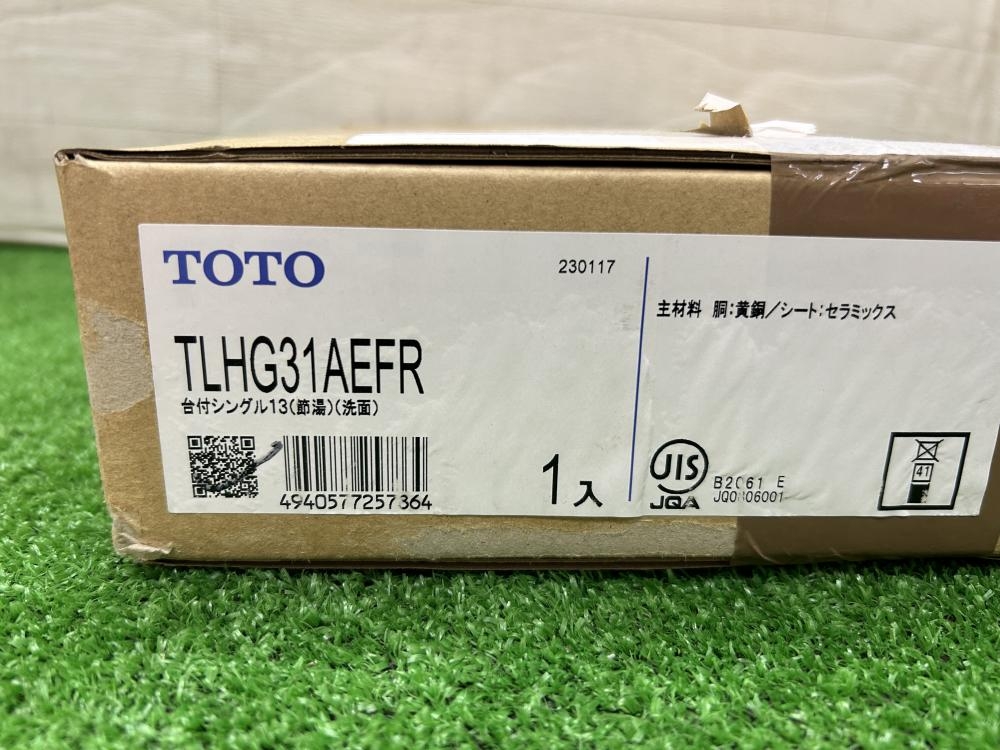 TOTO
230117
TLHG31AEFR
台付シングル13(節湯)(洗面)
4940577257364
1入
主材料 胴:黄銅/シート:セラミックス
JIS
JQA
B2061 E
41